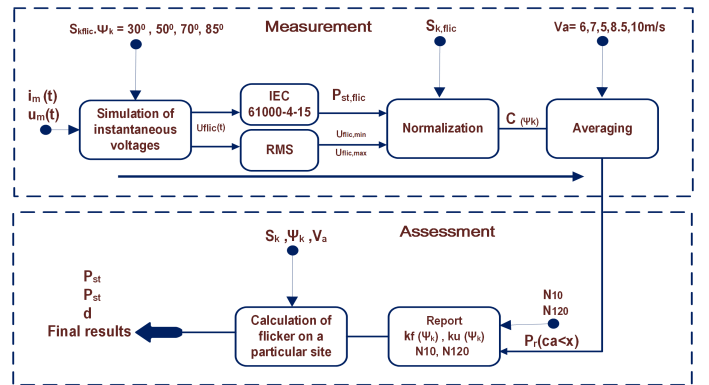 Measurement
Skflic.Ψk = 30⁰ , 50⁰ , 70⁰, 85⁰
Sk,flic
Va= 6,7,5,8.5,10m/s
im (t)
um(t)
Simulation of
instantaneous
voltages
Uflic(t)
IEC
61000-4-15
RMS
Pst,flic
Uflic,min
Uflic,max
Normalization
C (Ψk)
Averaging
Assessment
Sk ,Ψk ,Va
Pst
Pst
d
Final results
Calculation of
flicker on a
particular site
Report
kf (Ψk) , ku (Ψk)
N10, N120
N10
N120
Pr(ca<x)